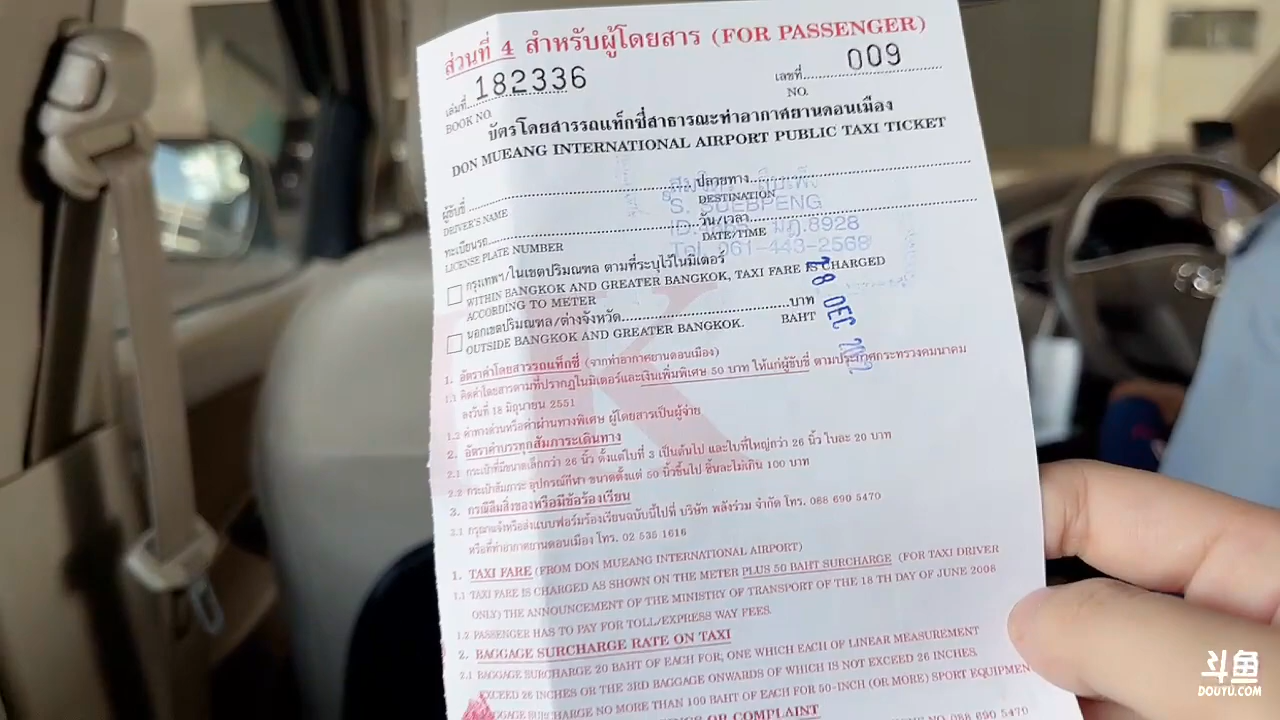 ส่วนที่ 4 สำหรับผู้โดยสาร (FOR PASSENGER)
เล่มที่ 182336 เลขที่ 009
BOOK NO. NO.
บัตรโดยสารรถแท็กซี่สาธารณะท่าอากาศยานดอนเมือง
DON MUEANG INTERNATIONAL AIRPORT PUBLIC TAXI TICKET
ผู้ขับขี่ ปลายทาง
DRIVER'S NAME DESTINATION
S. SUEBPENG
ทะเบียนรถ วัน/เวลา
LICENSE PLATE NUMBER DATE/TIME
8928
Tel. 061-443-2568
กรุงเทพฯ/ในเขตปริมณฑล ตามที่ระบุไว้ในมิเตอร์
WITHIN BANGKOK AND GREATER BANGKOK, TAXI FARE IS CHARGED
ACCORDING TO METER
นอกเขตปริมณฑล/ต่างจังหวัด บาท
OUTSIDE BANGKOK AND GREATER BANGKOK. BAHT
DEC
1. อัตราค่าโดยสารรถแท็กซี่ (จากท่าอากาศยานดอนเมือง)
1.1 คิดค่าโดยสารตามที่ปรากฏในมิเตอร์และเงินเพิ่มพิเศษ 50 บาท ให้แก่ผู้ขับขี่ ตามประกาศกระทรวงคมนาคม
ลงวันที่ 18 มิถุนายน 2551
1.2 ค่าทางด่วนหรือค่าผ่านทางพิเศษ ผู้โดยสารเป็นผู้จ่าย
2. อัตราค่าบรรทุกสัมภาระเดินทาง
2.1 กระเป๋าที่มีขนาดเล็กกว่า 26 นิ้ว ตั้งแต่ใบที่ 3 เป็นต้นไป และใบที่ใหญ่กว่า 26 นิ้ว ใบละ 20 บาท
2.2 กระเป๋าสัมภาระ อุปกรณ์กีฬา ขนาดตั้งแต่ 50 นิ้วขึ้นไป ชิ้นละไม่เกิน 100 บาท
3. กรณีลืมสิ่งของหรือมีข้อร้องเรียน
3.1 กรุณาแจ้งหรือส่งแบบฟอร์มร้องเรียนฉบับนี้ไปที่ บริษัท พลังร่วม จำกัด โทร. 088 690 5470
หรือที่ท่าอากาศยานดอนเมือง โทร. 02 535 1616
1. TAXI FARE (FROM DON MUEANG INTERNATIONAL AIRPORT)
1.1 TAXI FARE IS CHARGED AS SHOWN ON THE METER PLUS 50 BAHT SURCHARGE (FOR TAXI DRIVER
ONLY) THE ANNOUNCEMENT OF THE MINISTRY OF TRANSPORT OF THE 18 TH DAY OF JUNE 2008
1.2 PASSENGER HAS TO PAY FOR TOLL/EXPRESS WAY FEES.
2. BAGGAGE SURCHARGE RATE ON TAXI
2.1 BAGGAGE SURCHARGE 20 BAHT OF EACH FOR, ONE WHICH EACH OF LINEAR MEASUREMENT
EXCEED 26 INCHES OR THE 3RD BAGGAGE ONWARDS OF WHICH IS NOT EXCEED 26 INCHES.
SURCHARGE NO MORE THAN 100 BAHT OF EACH FOR 50-INCH (OR MORE) SPORT EQUIPMEN
OR COMPLAINT
NO 088 690 5470
斗鱼
DOUYU.COM